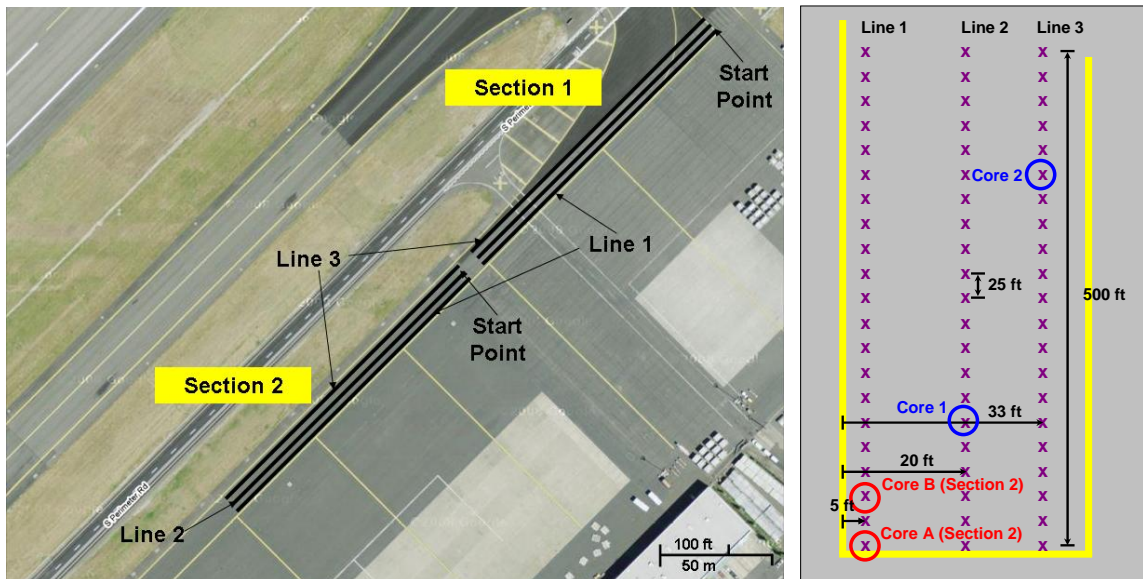 Section 1
Start
Point
S Perime
Line 1
Line 3
Start
Point
Section 2
Line 2
S Perimeter Rd
100 ft
50 m
Line 1
Line 2
Line 3
Core 2
25 ft
500 ft
Core 1
33 ft
20 ft
Core B (Section 2)
5 ft
Core A (Section 2)